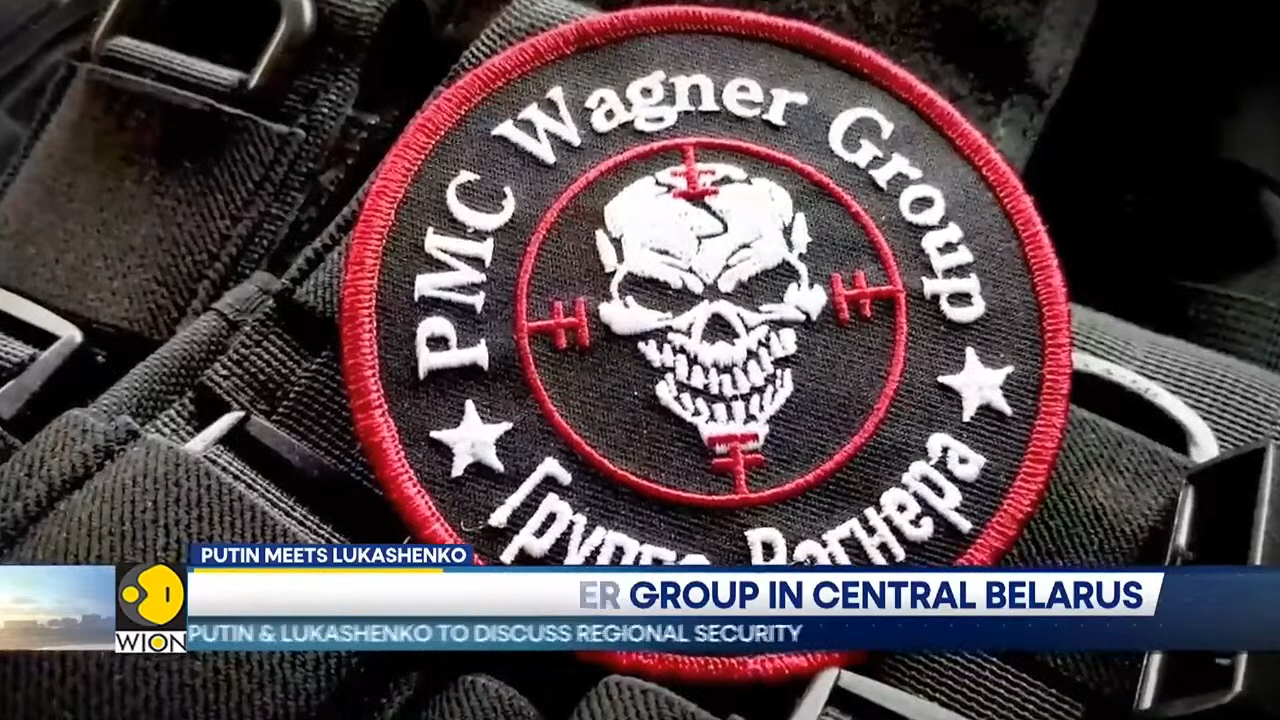 PMC Wagner Group
Группа Вагнера
PUTIN MEETS LUKASHENKO
ER GROUP IN CENTRAL BELARUS
WION
PUTIN & LUKASHENKO TO DISCUSS REGIONAL SECURITY